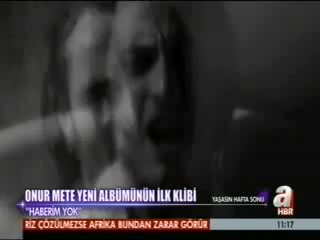 ONUR METE YENİ ALBÜMÜNÜN İLK KLİBİ
YAŞASIN HAFTA SONU
a
HBR
"HABERİM YOK"
RİZ ÇÖZÜLMEZSE AFRİKA BUNDAN ZARAR GÖRÜR
11:17